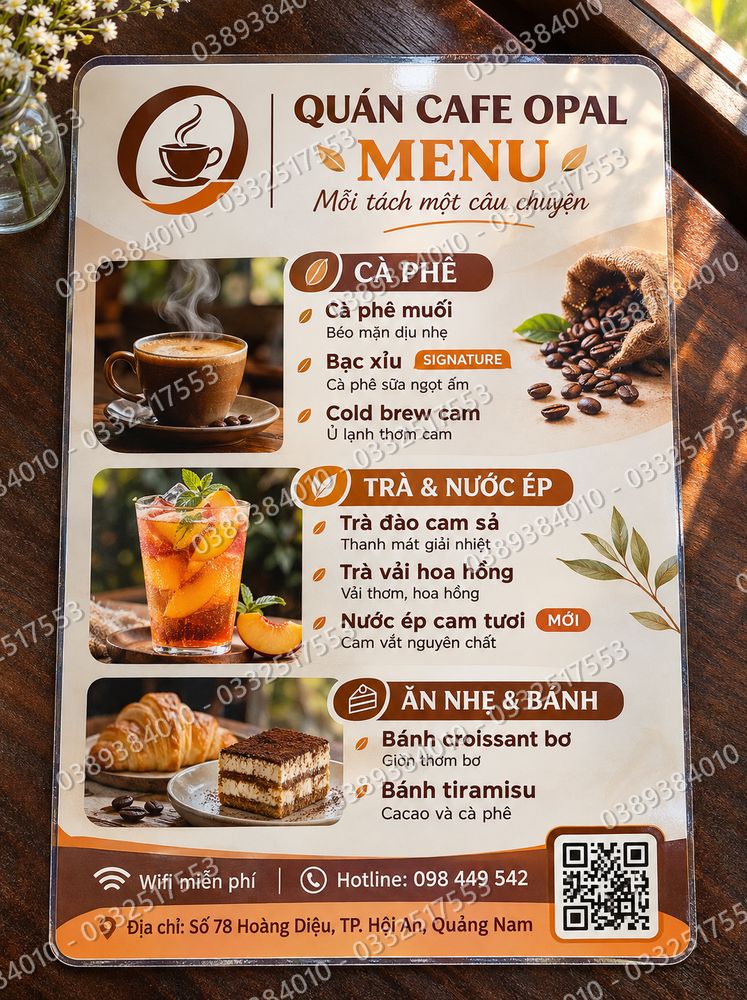 QUÁN CAFE OPAL
MENU
Mỗi tách một câu chuyện
CÀ PHÊ
Cà phê muối
Béo mặn dịu nhẹ
Bạc xỉu SIGNATURE
Cà phê sữa ngọt ấm
Cold brew cam
Ủ lạnh thơm cam
TRÀ & NƯỚC ÉP
Trà đào cam sả
Thanh mát giải nhiệt
Trà vải hoa hồng
Vải thơm, hoa hồng
Nước ép cam tươi MỚI
Cam vắt nguyên chất
ĂN NHẸ & BÁNH
Bánh croissant bơ
Giòn thơm bơ
Bánh tiramisu
Cacao và cà phê
Wifi miễn phí | Hotline: 098 449 542
Địa chỉ: Số 78 Hoàng Diệu, TP. Hội An, Quảng Nam
0389384010 - 0332517553